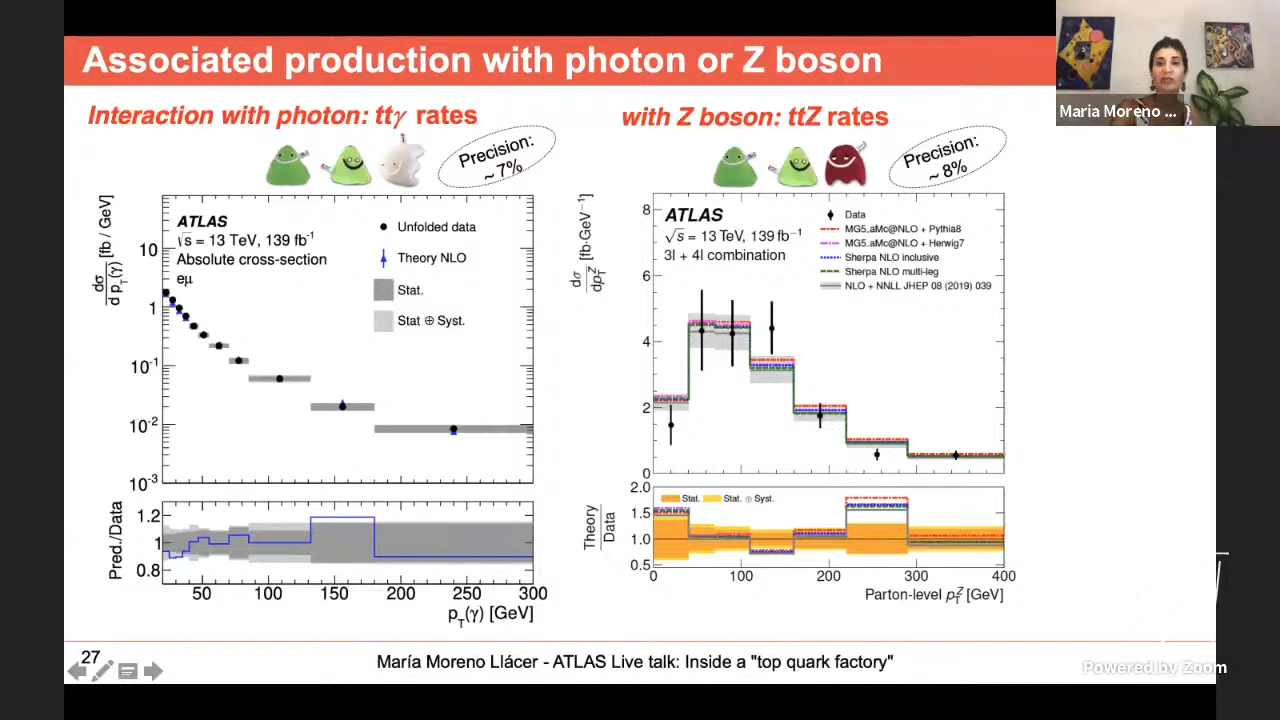 Associated production with photon or Z boson
Maria Moreno ...
Interaction with photon: ttγ rates
Precision:
~ 7%
dσ
d pT(γ) [fb / GeV]
ATLAS
√s = 13 TeV, 139 fb-1
Absolute cross-section
eμ
Unfolded data
Theory NLO
Stat.
Stat ⊕ Syst.
10
1
10-1
10-2
10-3
Pred./Data
1.2
1
0.8
50 100 150 200 250 300
pT(γ) [GeV]
with Z boson: ttZ rates
Precision:
~ 8%
dσ
dpTZ [fb·GeV−1]
ATLAS
√s = 13 TeV, 139 fb−1
3l + 4l combination
Data
MG5_aMc@NLO + Pythia8
MG5_aMc@NLO + Herwig7
Sherpa NLO inclusive
Sherpa NLO multi-leg
NLO + NNLL JHEP 08 (2019) 039
8
6
4
2
0
Theory
Data
Stat. Stat. ⊕ Syst.
2.0
1.5
1.0
0.5
0 100 200 300 400
Parton-level pTZ [GeV]
27
María Moreno Llácer - ATLAS Live talk: Inside a "top quark factory"
Powered by Zoom